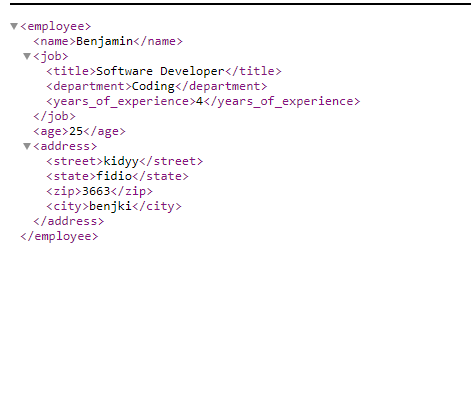 <employee>
<name>Benjamin</name>
<job>
<title>Software Developer</title>
<department>Coding</department>
<years_of_experience>4</years_of_experience>
</job>
<age>25</age>
<address>
<street>kidyy</street>
<state>fidio</state>
<zip>3663</zip>
<city>benjki</city>
</address>
</employee>